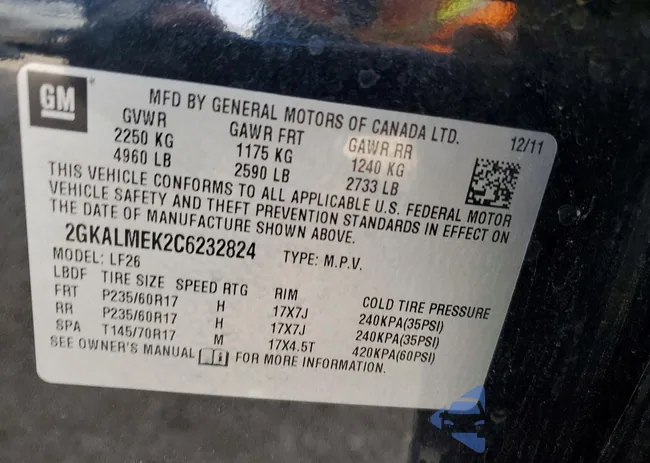 GM
MFD BY GENERAL MOTORS OF CANADA LTD.
GVWR GAWR FRT GAWR RR 12/11
2250 KG 1175 KG 1240 KG
4960 LB 2590 LB 2733 LB
THIS VEHICLE CONFORMS TO ALL APPLICABLE U.S. FEDERAL MOTOR
VEHICLE SAFETY AND THEFT PREVENTION STANDARDS IN EFFECT ON
THE DATE OF MANUFACTURE SHOWN ABOVE.
2GKALMEK2C6232824 TYPE: M.P.V.
MODEL: LF26
LBDF TIRE SIZE SPEED RTG RIM COLD TIRE PRESSURE
FRT P235/60R17 H 17X7J 240KPA(35PSI)
RR P235/60R17 H 17X7J 240KPA(35PSI)
SPA T145/70R17 M 17X4.5T 420KPA(60PSI)
SEE OWNER'S MANUAL FOR MORE INFORMATION.